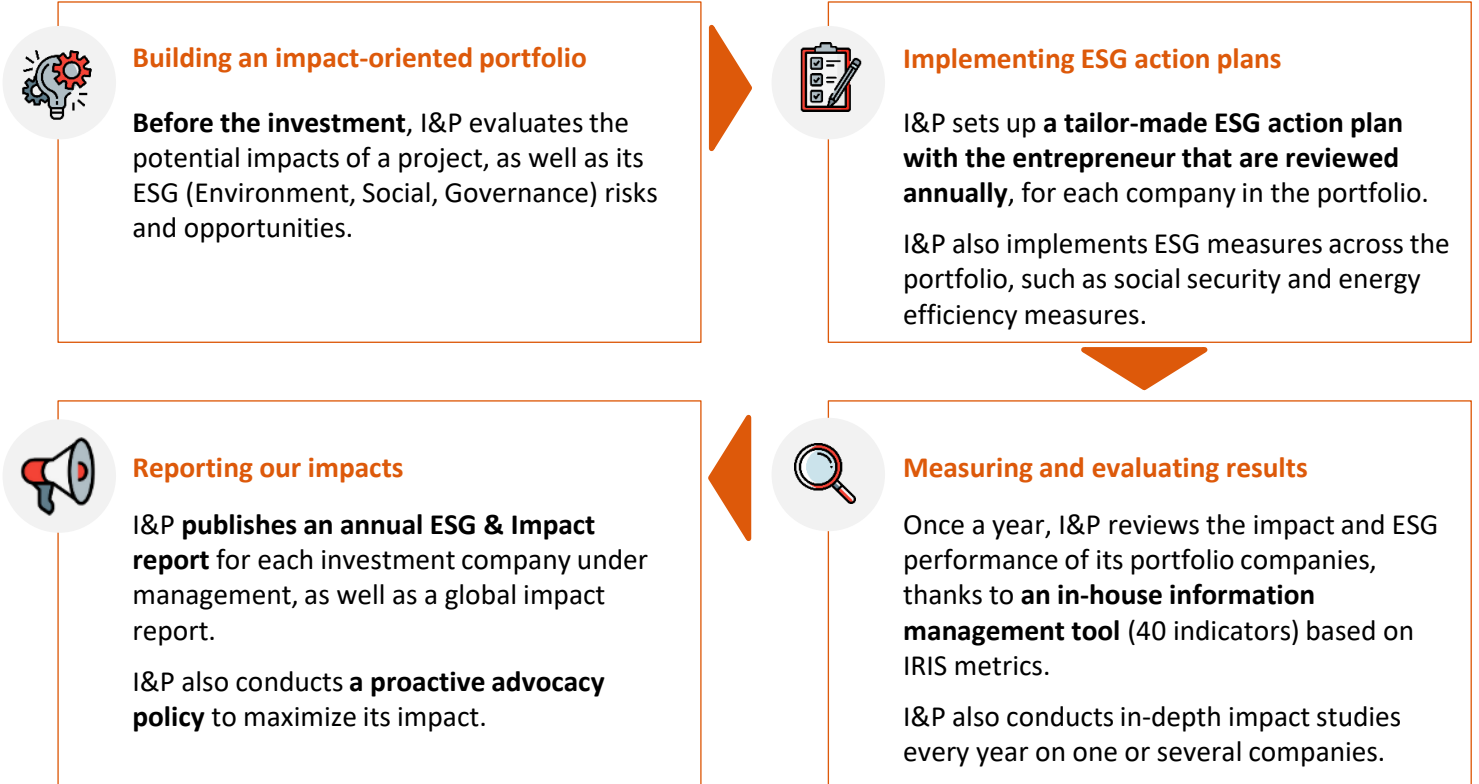 Building an impact-oriented portfolio
Before the investment, I&P evaluates the
potential impacts of a project, as well as its
ESG (Environment, Social, Governance) risks
and opportunities.
Implementing ESG action plans
I&P sets up a tailor-made ESG action plan
with the entrepreneur that are reviewed
annually, for each company in the portfolio.
I&P also implements ESG measures across the
portfolio, such as social security and energy
efficiency measures.
Measuring and evaluating results
Once a year, I&P reviews the impact and ESG
performance of its portfolio companies,
thanks to an in-house information
management tool (40 indicators) based on
IRIS metrics.
I&P also conducts in-depth impact studies
every year on one or several companies.
Reporting our impacts
I&P publishes an annual ESG & Impact
report for each investment company under
management, as well as a global impact
report.
I&P also conducts a proactive advocacy
policy to maximize its impact.